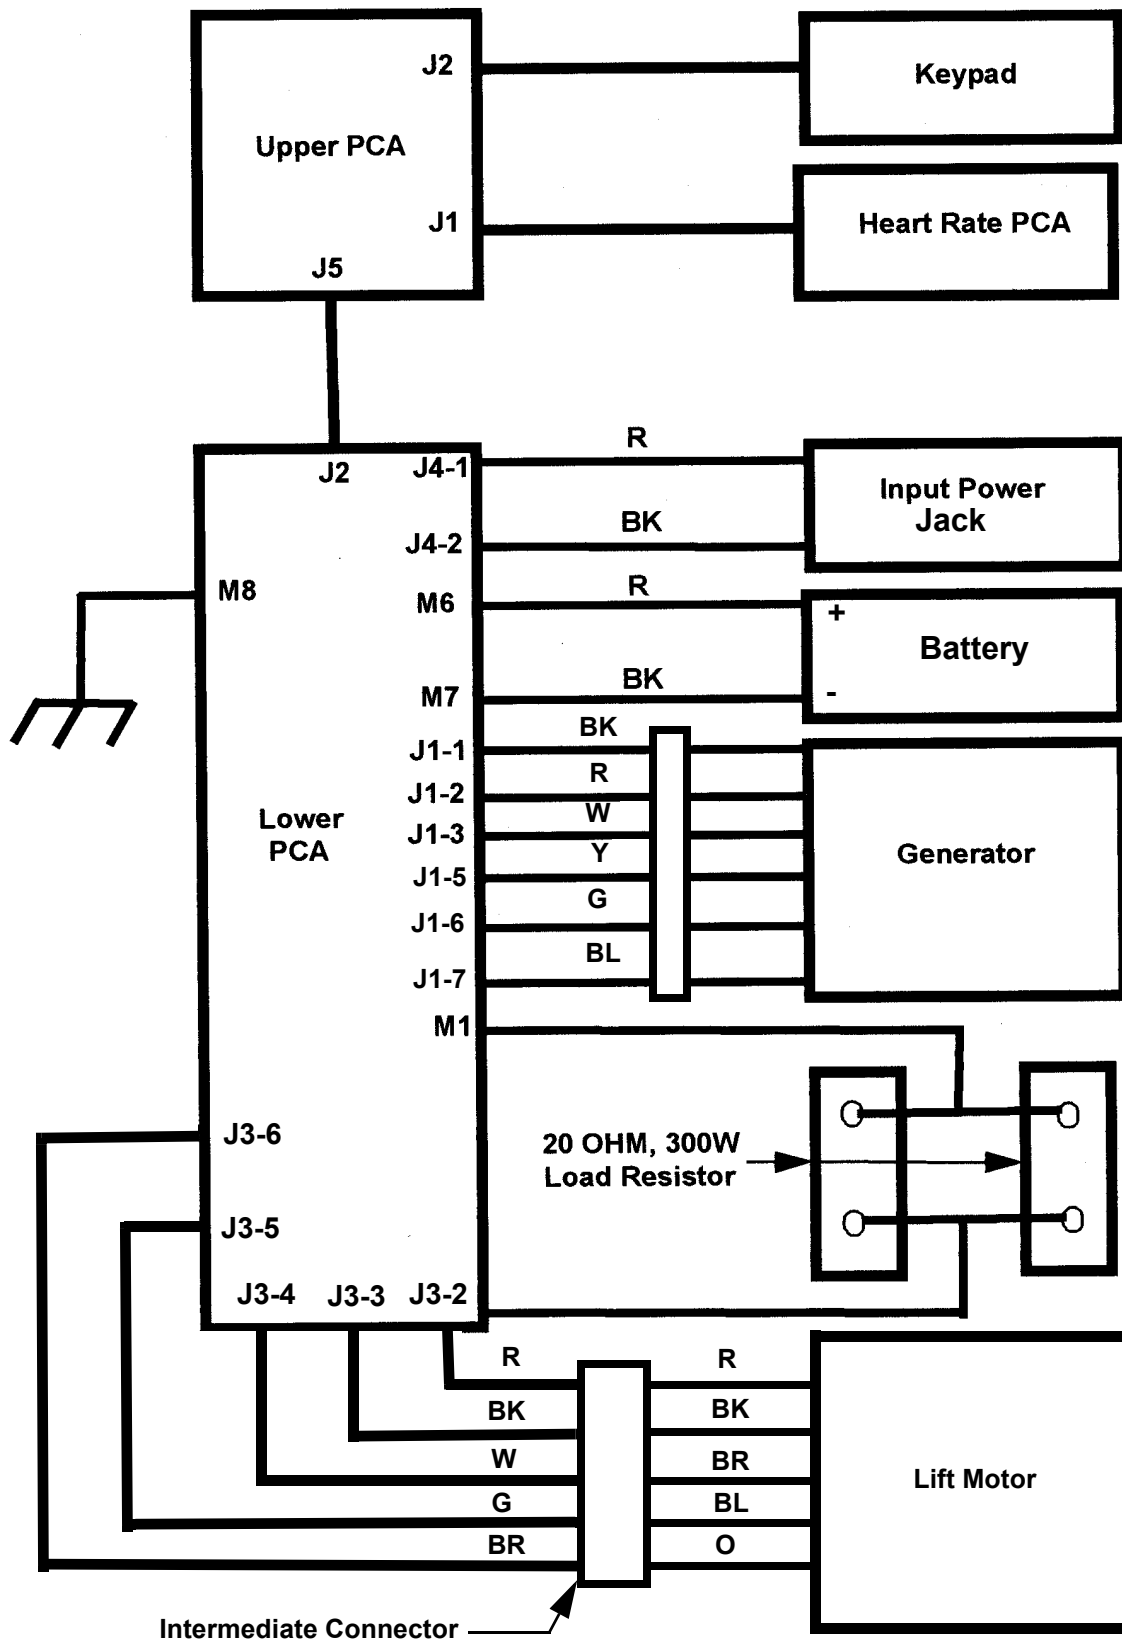 J2
Keypad
Upper PCA
J1
Heart Rate PCA
J5
J2
J4-1
R
Input Power
Jack
J4-2
BK
M8
M6
R
+
Battery
M7
BK
-
J1-1
BK
J1-2
R
Lower
PCA
J1-3
W
Generator
J1-5
Y
J1-6
G
J1-7
BL
M1
J3-6
20 OHM, 300W
Load Resistor
J3-5
J3-4
J3-3
J3-2
R
R
BK
BK
W
BR
Lift Motor
G
BL
BR
O
Intermediate Connector